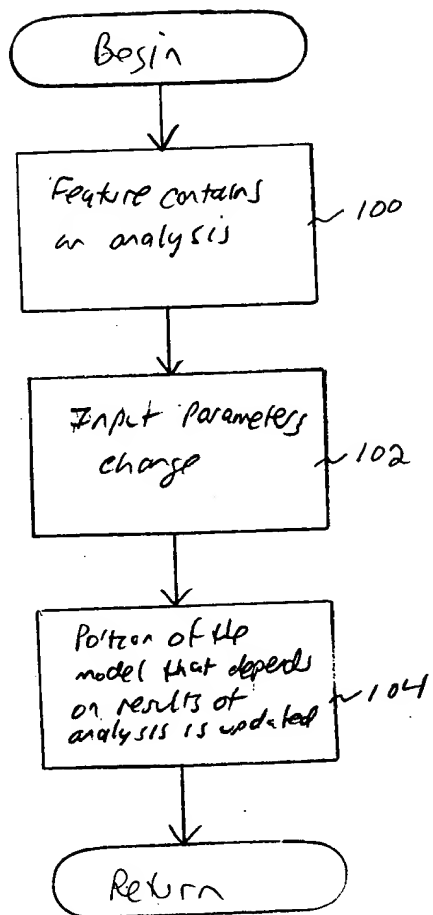 Begin
Feature contains
an analysis
100
Input parameters
change
102
Portion of the
model that depends
on results of
analysis is updated
104
Return